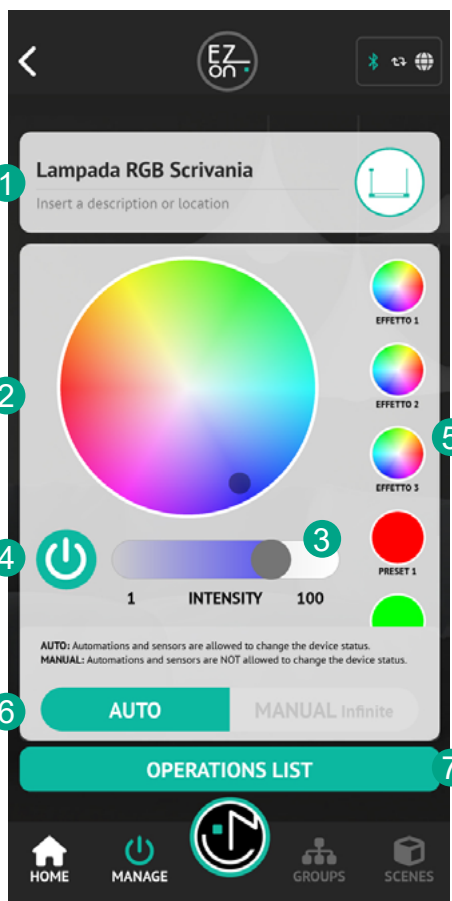 EZ
on
1
Lampada RGB Scrivania
Insert a description or location
2
EFFETTO 1
EFFETTO 2
5
EFFETTO 3
3
4
PRESET 1
1 INTENSITY 100
AUTO: Automations and sensors are allowed to change the device status.
MANUAL: Automations and sensors are NOT allowed to change the device status.
6
AUTO MANUAL Infinite
OPERATIONS LIST
7
HOME MANAGE GROUPS SCENES